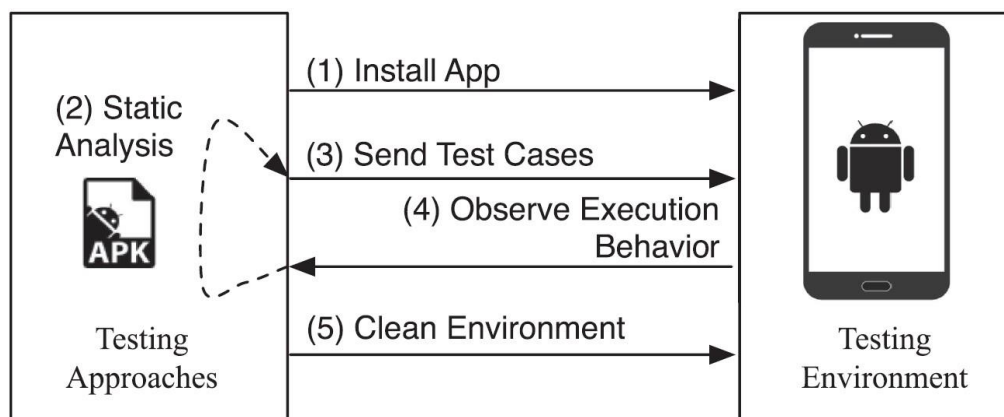 (1) Install App
(2) Static
Analysis
(3) Send Test Cases
(4) Observe Execution
Behavior
APK
(5) Clean Environment
Testing
Approaches
Testing
Environment